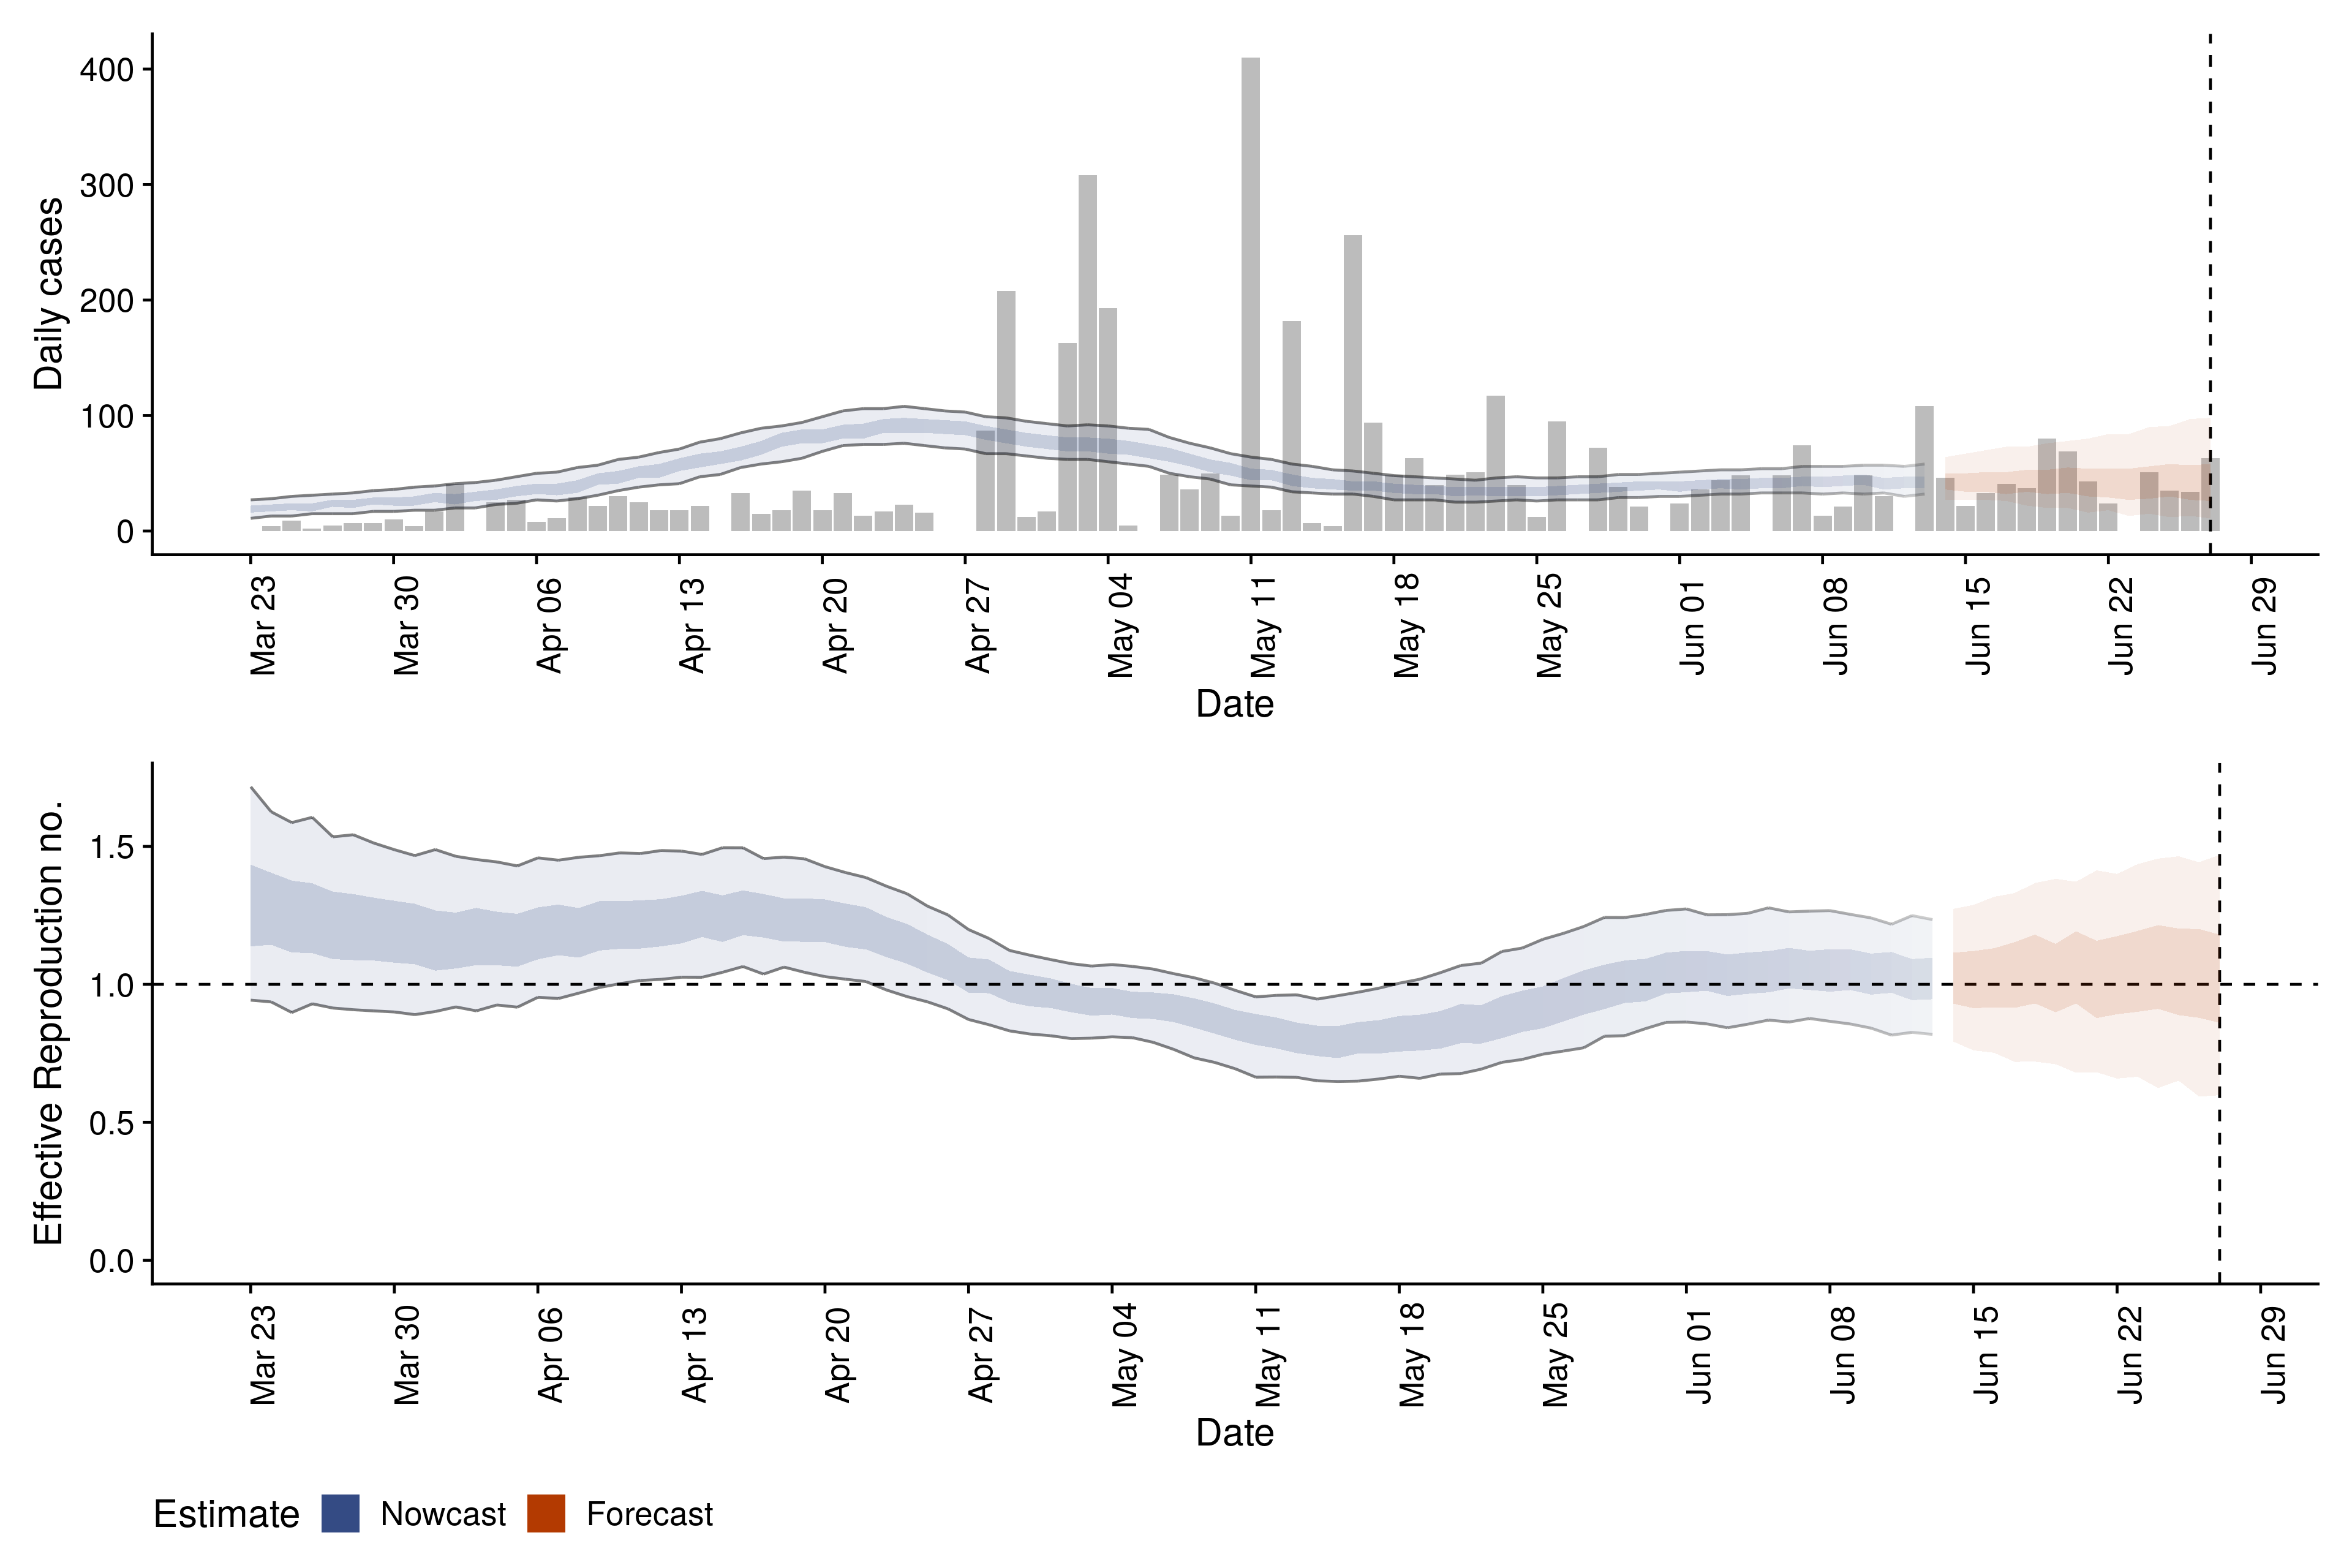 Daily cases
400
300
200
100
0
Mar 23
Mar 30
Apr 06
Apr 13
Apr 20
Apr 27
May 04
May 11
May 18
May 25
Jun 01
Jun 08
Jun 15
Jun 22
Jun 29
Date
Effective Reproduction no.
1.5
1.0
0.5
0.0
Mar 23
Mar 30
Apr 06
Apr 13
Apr 20
Apr 27
May 04
May 11
May 18
May 25
Jun 01
Jun 08
Jun 15
Jun 22
Jun 29
Date
Estimate Nowcast Forecast